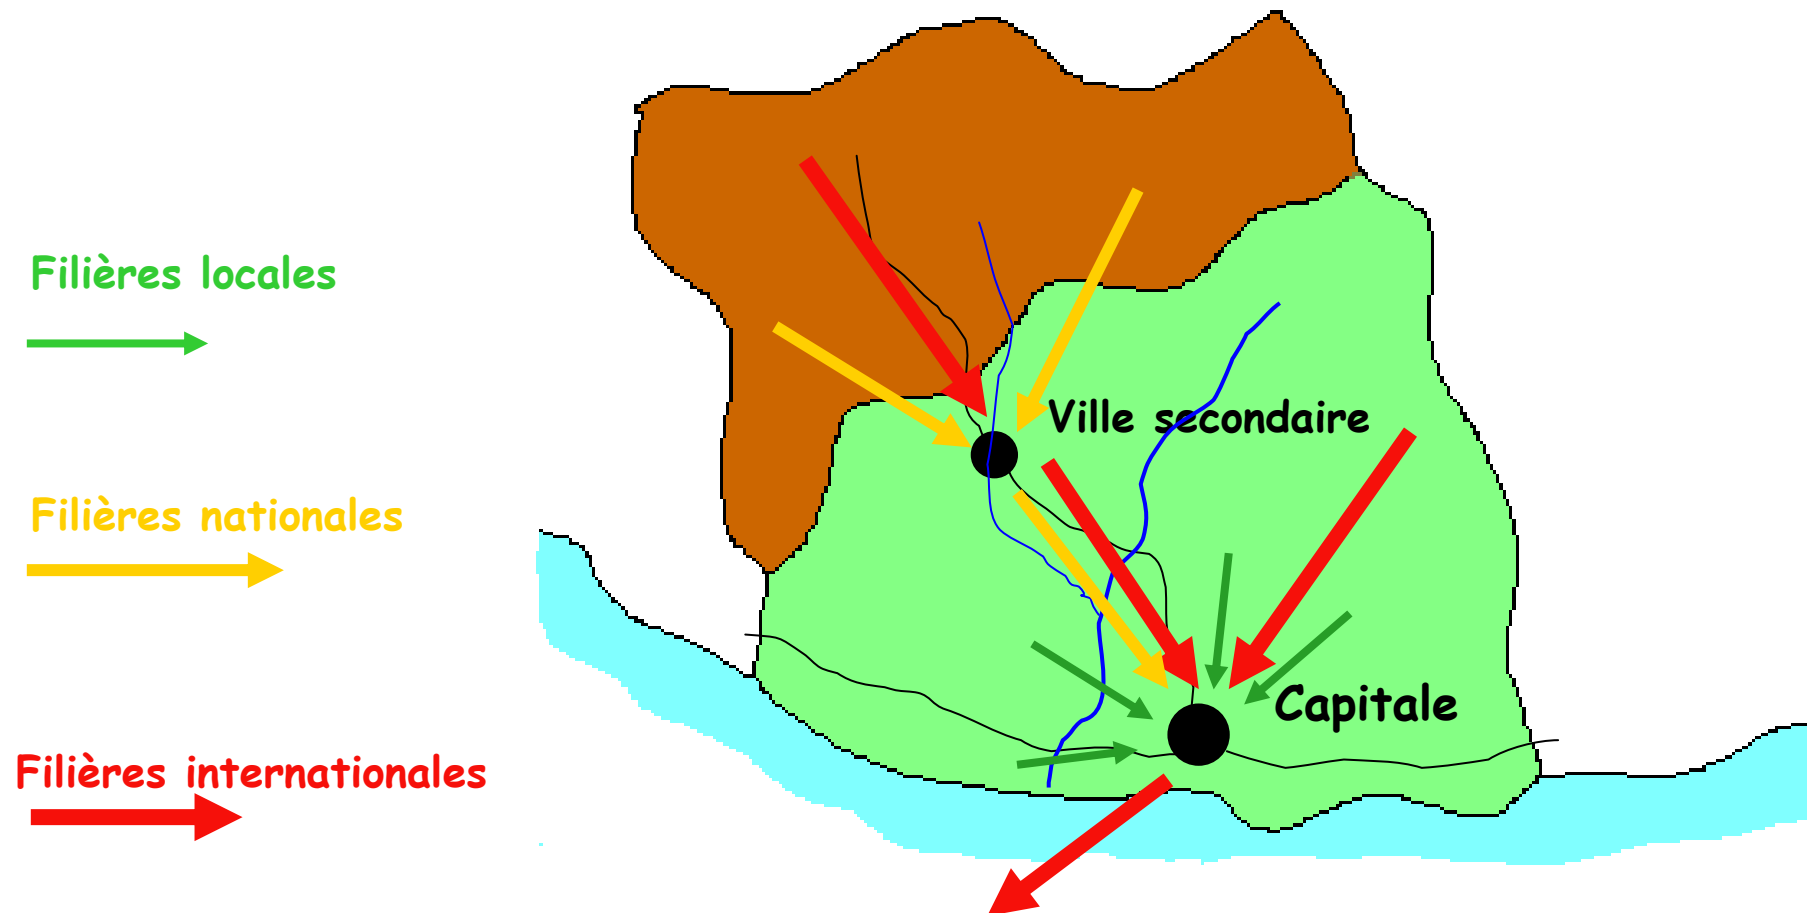 Filières locales
Ville secondaire
Filières nationales
Capitale
Filières internationales